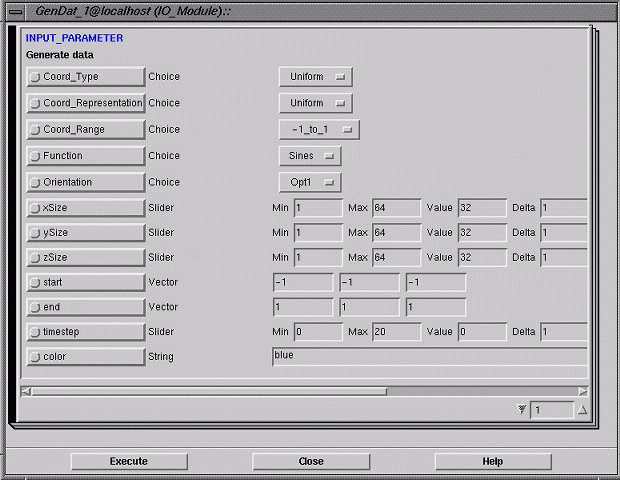 GenDat_1@localhost (IO_Module)::
INPUT_PARAMETER
Generate data
Coord_Type Choice Uniform
Coord_Representation Choice Uniform
Coord_Range Choice -1_to_1
Function Choice Sines
Orientation Choice Opt1
xSize Slider Min 1 Max 64 Value 32 Delta 1
ySize Slider Min 1 Max 64 Value 32 Delta 1
zSize Slider Min 1 Max 64 Value 32 Delta 1
start Vector -1 -1 -1
end Vector 1 1 1
timestep Slider Min 0 Max 20 Value 0 Delta 1
color String blue
1
Execute Close Help